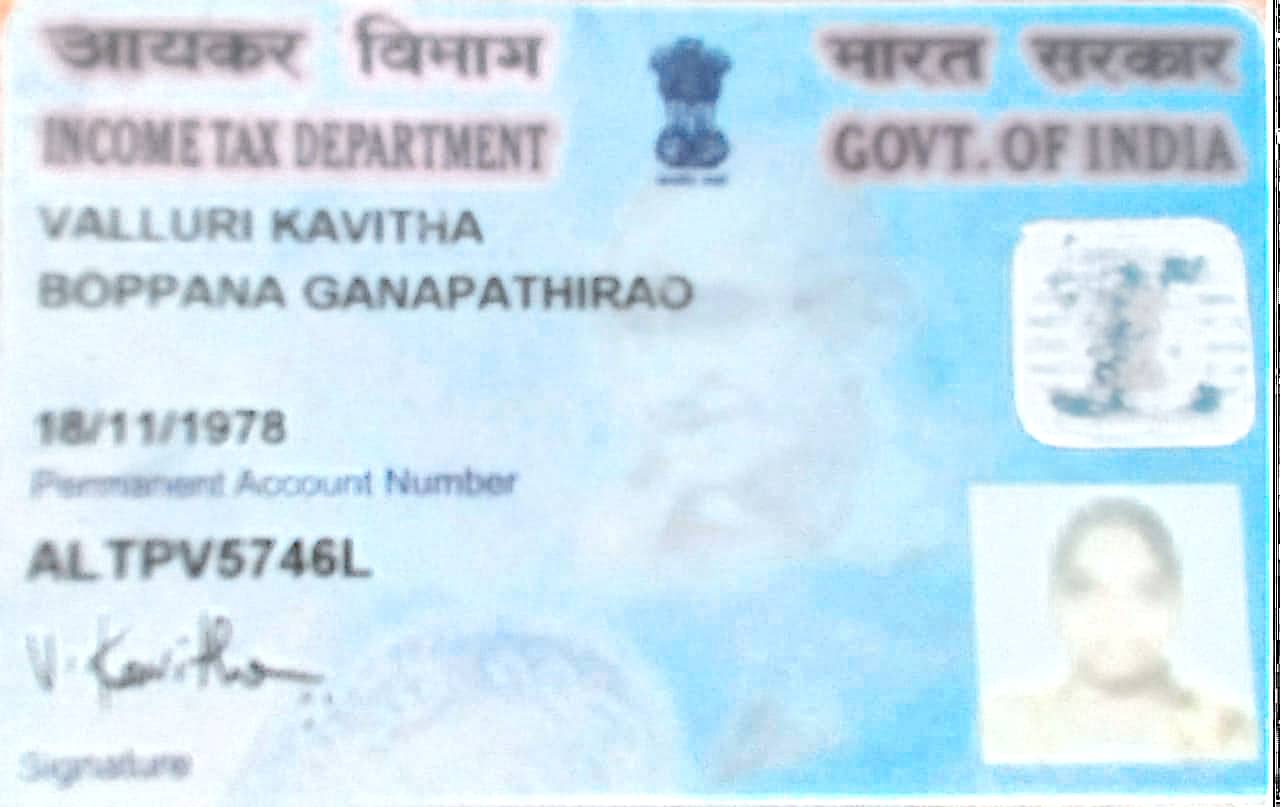 आयकर विभाग
भारत सरकार
INCOME TAX DEPARTMENT
GOVT. OF INDIA
VALLURI KAVITHA
BOPPANA GANAPATHIRAO
18/11/1978
Permanent Account Number
ALTPV5746L
V. Kavitha
Signature